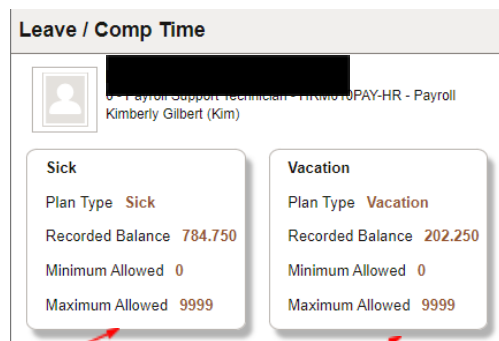 Leave / Comp Time
0 - Payroll Support Technician - HRM010PAY-HR - Payroll
Kimberly Gilbert (Kim)
Sick
Plan Type Sick
Recorded Balance 784.750
Minimum Allowed 0
Maximum Allowed 9999
Vacation
Plan Type Vacation
Recorded Balance 202.250
Minimum Allowed 0
Maximum Allowed 9999